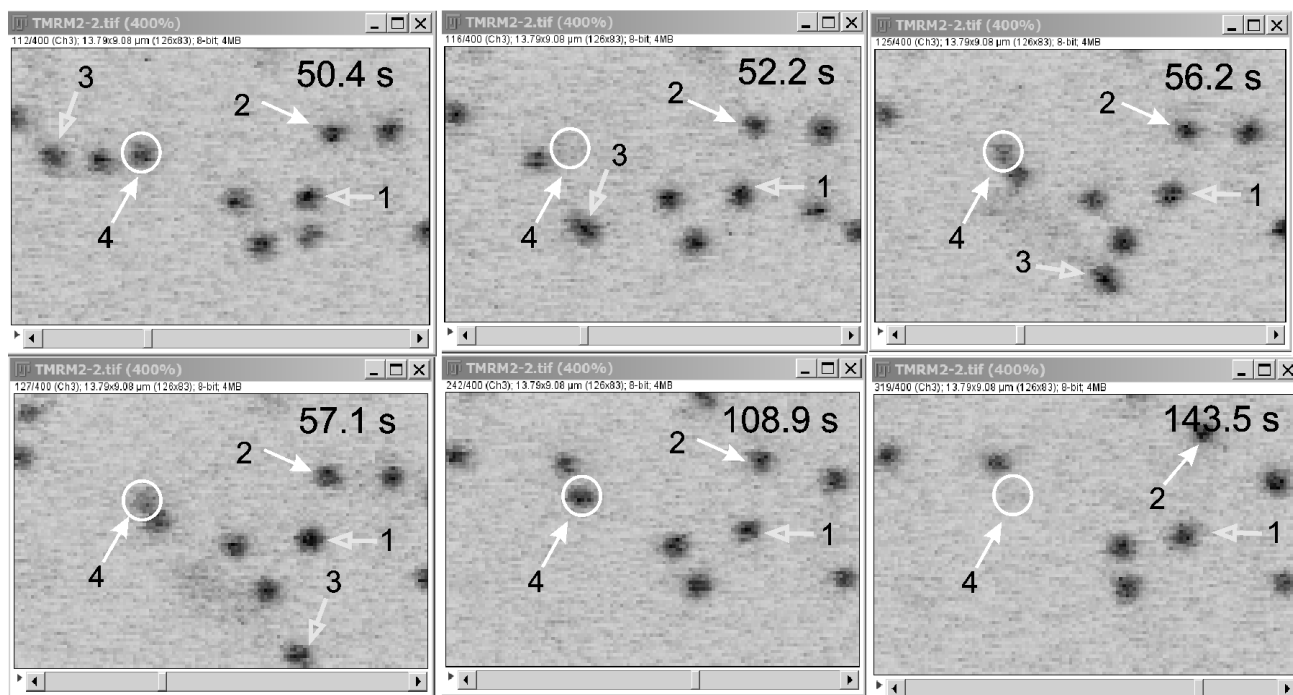 TMRM2-2.tif (400%)
112/400 (Ch3); 13.79x9.08 µm (126x83); 8-bit; 4MB
50.4 s
3
2
1
4
TMRM2-2.tif (400%)
116/400 (Ch3); 13.79x9.08 µm (126x83); 8-bit; 4MB
52.2 s
2
3
1
4
TMRM2-2.tif (400%)
125/400 (Ch3); 13.79x9.08 µm (126x83); 8-bit; 4MB
56.2 s
2
1
4
3
TMRM2-2.tif (400%)
127/400 (Ch3); 13.79x9.08 µm (126x83); 8-bit; 4MB
57.1 s
2
1
4
3
TMRM2-2.tif (400%)
242/400 (Ch3); 13.79x9.08 µm (126x83); 8-bit; 4MB
108.9 s
2
1
4
TMRM2-2.tif (400%)
319/400 (Ch3); 13.79x9.08 µm (126x83); 8-bit; 4MB
143.5 s
2
1
4